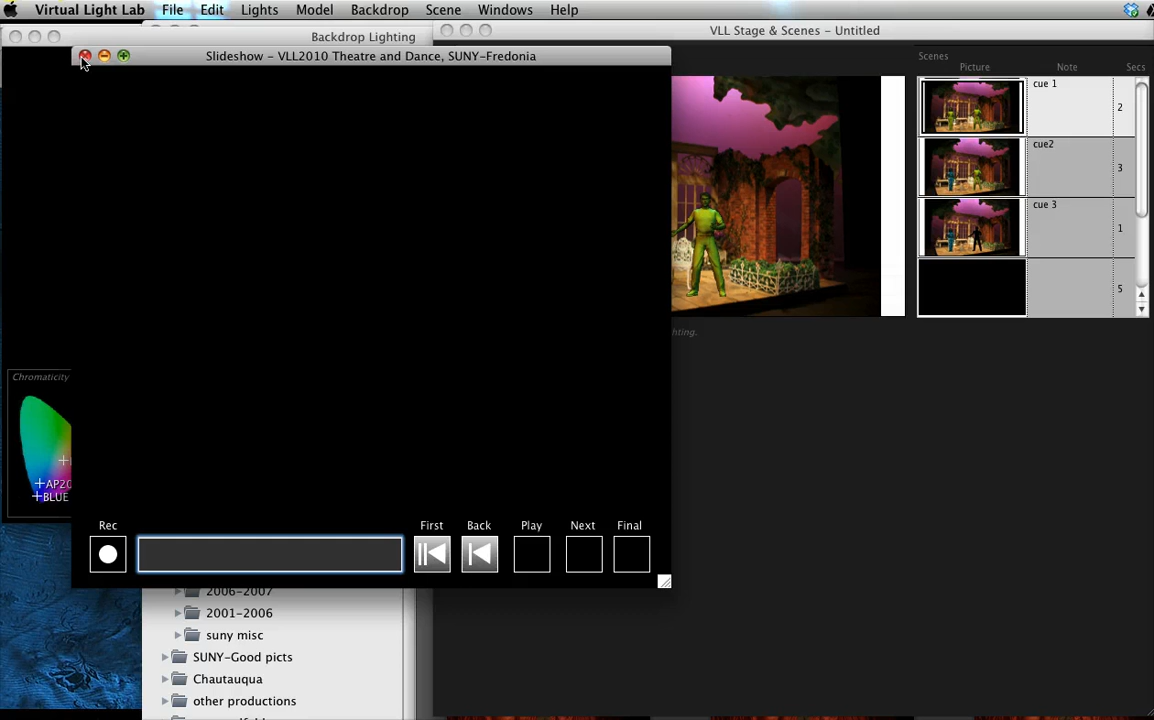 Virtual Light Lab File Edit Lights Model Backdrop Scene Windows Help
Backdrop Lighting
VLL Stage & Scenes - Untitled
Slideshow - VLL2010 Theatre and Dance, SUNY-Fredonia
Scenes
Picture Note Secs
cue 1
2
cue2
3
cue 3
1
5
hting.
Chromaticity
+AP20
+BLUE
Rec First Back Play Next Final
2006-2007
2001-2006
suny misc
SUNY-Good picts
Chautauqua
other productions